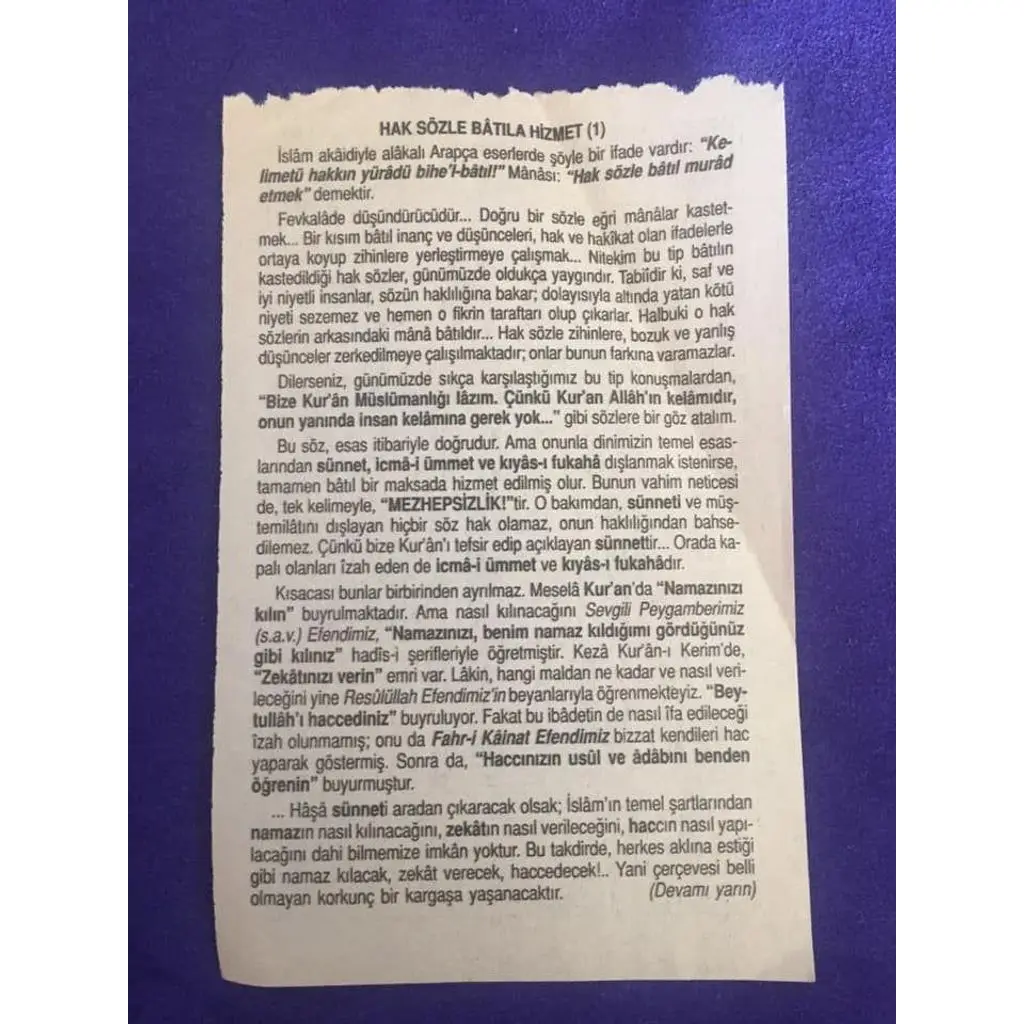 HAK SÖZLE BÂTILA HİZMET (1)
İslâm akâidiyle alâkalı Arapça eserlerde şöyle bir ifade vardır: “Ke-
limetü hakkın yürâdü bihe’l-bâtıl!” Mânâsı: “Hak sözle bâtıl murâd
etmek” demektir.
Fevkalâde düşündürücüdür... Doğru bir sözle eğri mânâlar kastet-
mek... Bir kısım bâtıl inanç ve düşünceleri, hak ve hakîkat olan ifadelerle
ortaya koyup zihinlere yerleştirmeye çalışmak... Nitekim bu tip bâtılın
kastedildiği hak sözler, günümüzde oldukça yaygındır. Tabiîdir ki, saf ve
iyi niyetli insanlar, sözün haklılığına bakar; dolayısıyla altında yatan kötü
niyeti sezemez ve hemen o fikrin taraftarı olup çıkarlar. Halbuki o hak
sözlerin arkasındaki mânâ bâtıldır... Hak sözle zihinlere, bozuk ve yanlış
düşünceler zerkedilmeye çalışılmaktadır; onlar bunun farkına varamazlar.
Dilerseniz, günümüzde sıkça karşılaştığımız bu tip konuşmalardan,
“Bize Kur’ân Müslümanlığı lâzım. Çünkü Kur’an Allâh’ın kelâmıdır,
onun yanında insan kelâmına gerek yok...” gibi sözlere bir göz atalım.
Bu söz, esas itibariyle doğrudur. Ama onunla dinimizin temel esas-
larından sünnet, icmâ-i ümmet ve kıyâs-ı fukahâ dışlanmak istenirse,
tamamen bâtıl bir maksada hizmet edilmiş olur. Bunun vahim neticesi
de, tek kelimeyle, “MEZHEPSİZLİK!”tir. O bakımdan, sünneti ve müş-
temilâtını dışlayan hiçbir söz hak olamaz, onun haklılığından bahse-
dilemez. Çünkü bize Kur’ân’ı tefsir edip açıklayan sünnettir... Orada ka-
palı olanları îzah eden de icmâ-i ümmet ve kıyâs-ı fukahâdır.
Kısacası bunlar birbirinden ayrılmaz. Meselâ Kur’an’da “Namazınızı
kılın” buyrulmaktadır. Ama nasıl kılınacağını Sevgili Peygamberimiz
(s.a.v.) Efendimiz, “Namazınızı, benim namaz kıldığımı gördüğünüz
gibi kılınız” hadîs-i şerifleriyle öğretmiştir. Kezâ Kur’ân-ı Kerim’de,
“Zekâtınızı verin” emri var. Lâkin, hangi maldan ne kadar ve nasıl veri-
leceğini yine Resûlüllah Efendimiz’in beyanlarıyla öğrenmekteyiz. “Bey-
tullâh’ı haccediniz” buyruluyor. Fakat bu ibâdetin de nasıl îfa edileceği
îzah olunmamış; onu da Fahr-i Kâinat Efendimiz bizzat kendileri hac
yaparak göstermiş. Sonra da, “Haccınızın usûl ve âdâbını benden
öğrenin” buyurmuştur.
... Hâşâ sünneti aradan çıkaracak olsak; İslâm’ın temel şartlarından
namazın nasıl kılınacağını, zekâtın nasıl verileceğini, haccın nasıl yapı-
lacağını dahi bilmemize imkân yoktur. Bu takdirde, herkes aklına estiği
gibi namaz kılacak, zekât verecek, haccedecek!.. Yani çerçevesi belli
olmayan korkunç bir kargaşa yaşanacaktır. (Devamı yarın)